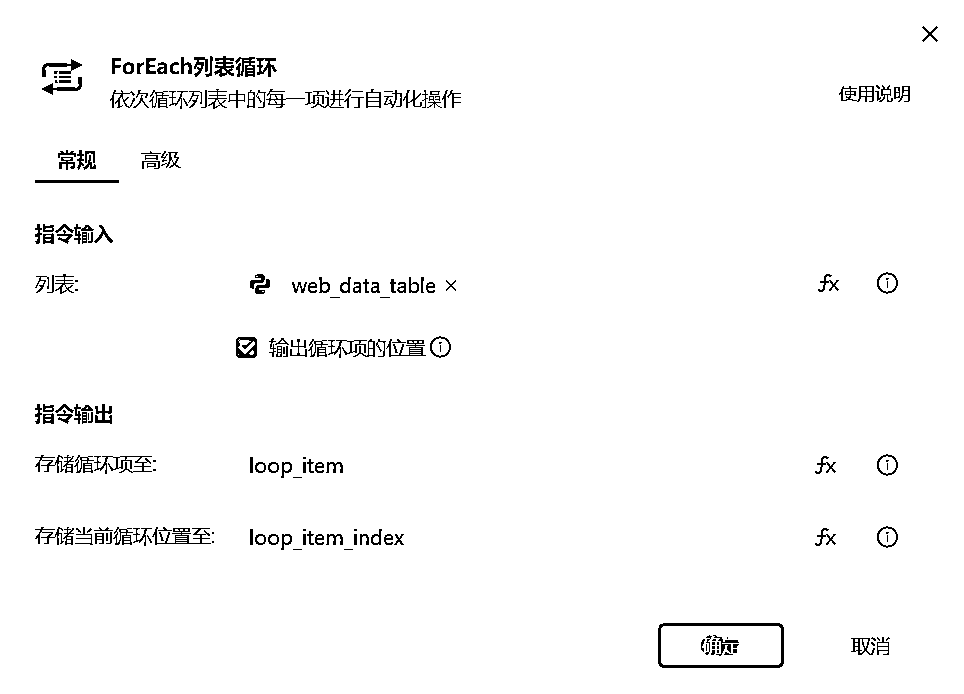 ForEach列表循环
依次循环列表中的每一项进行自动化操作
使用说明
常规 高级
指令输入
列表: web_data_table × fx
输出循环项的位置
指令输出
存储循环项至: loop_item fx
存储当前循环位置至: loop_item_index fx
确定 取消